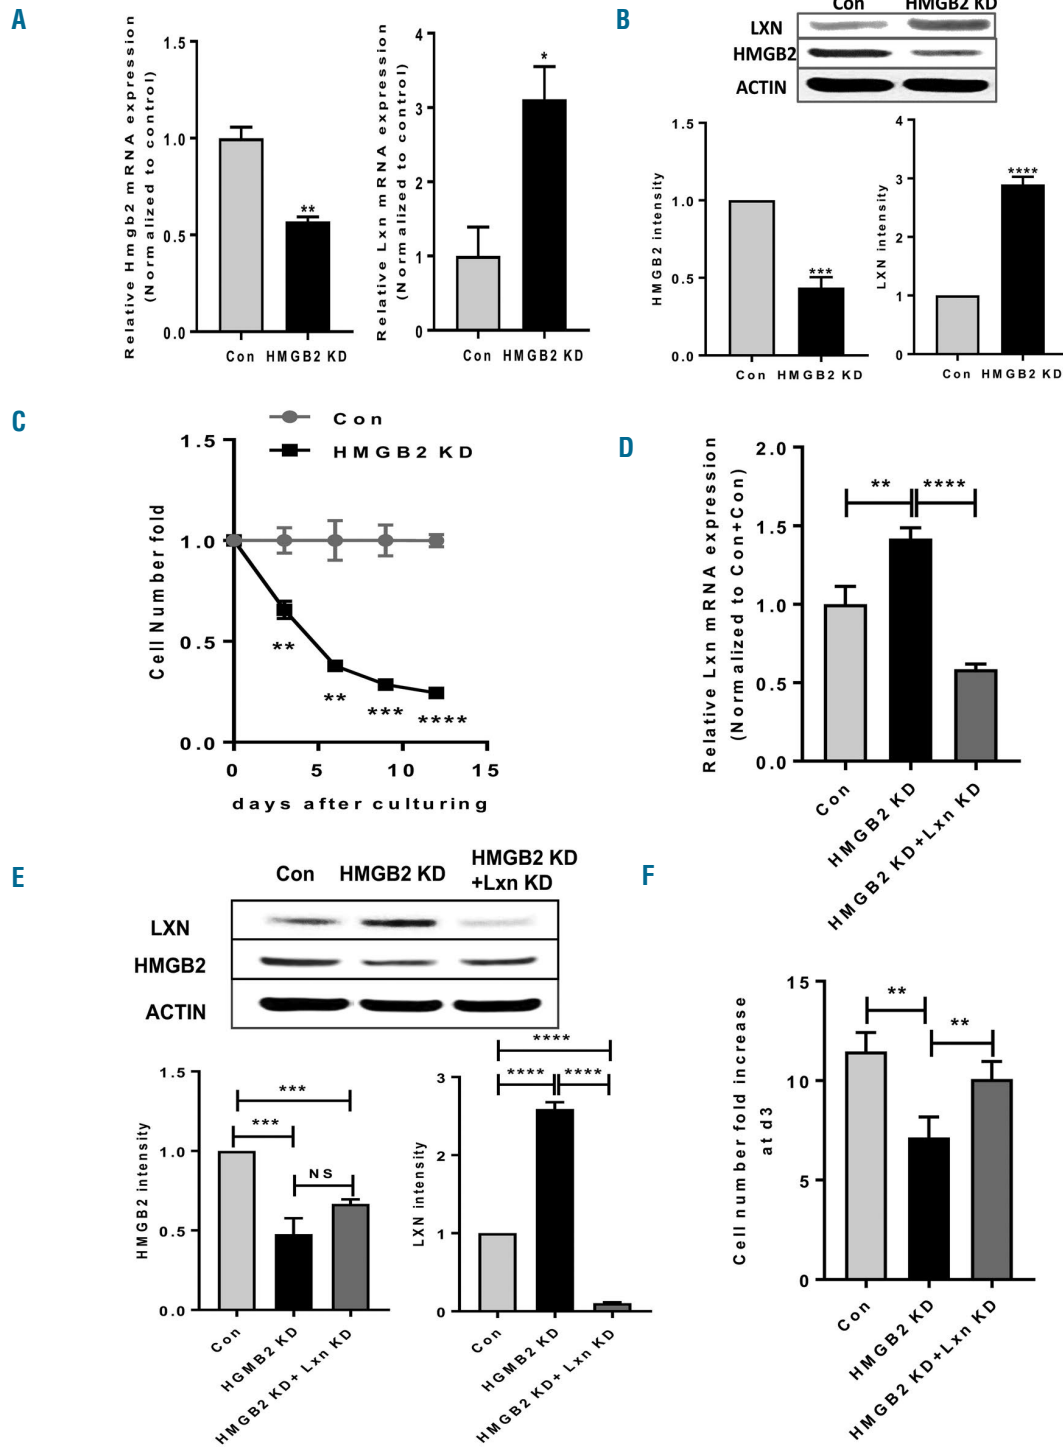 A
Relative Hmgb2 mRNA expression
(Normalized to control)
1.5
1.0
0.5
0.0
**
Con HMGB2 KD
Relative Lxn mRNA expression
(Normalized to control)
4
3
2
1
0
*
Con HMGB2 KD
B
Con HMGB2 KD
LXN
HMGB2
ACTIN
HMGB2 intensity
1.5
1.0
0.5
0.0
***
Con HMGB2 KD
LXN intensity
4
3
2
1
0
****
Con HMGB2 KD
C
Con
HMGB2 KD
Cell Number fold
1.5
1.0
0.5
0.0
**
**
***
****
0 5 10 15
days after culturing
D
Relative Lxn mRNA expression
(Normalized to Con+Con)
2.0
1.5
1.0
0.5
0.0
** ****
Con
HMGB2 KD
HMGB2 KD+Lxn KD
E
Con HMGB2 KD HMGB2 KD
+Lxn KD
LXN
HMGB2
ACTIN
HMGB2 intensity
1.5
1.0
0.5
0.0
***
***
NS
Con
HGMB2 KD
HMGB2 KD+ Lxn KD
LXN intensity
3
2
1
0
****
**** ****
Con
HGMB2 KD
HMGB2 KD+ Lxn KD
F
Cell number fold increase
at d3
15
10
5
0
**
**
Con
HMGB2 KD
HMGB2 KD+Lxn KD